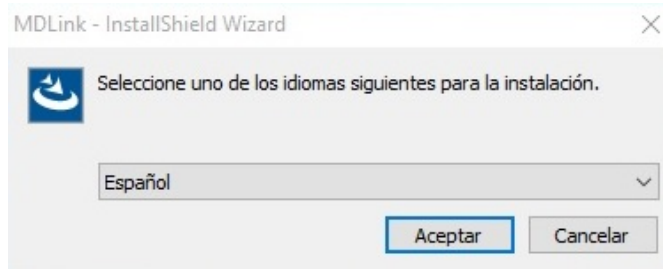 MDLink - InstallShield Wizard
Seleccione uno de los idiomas siguientes para la instalación.
Español
Aceptar Cancelar